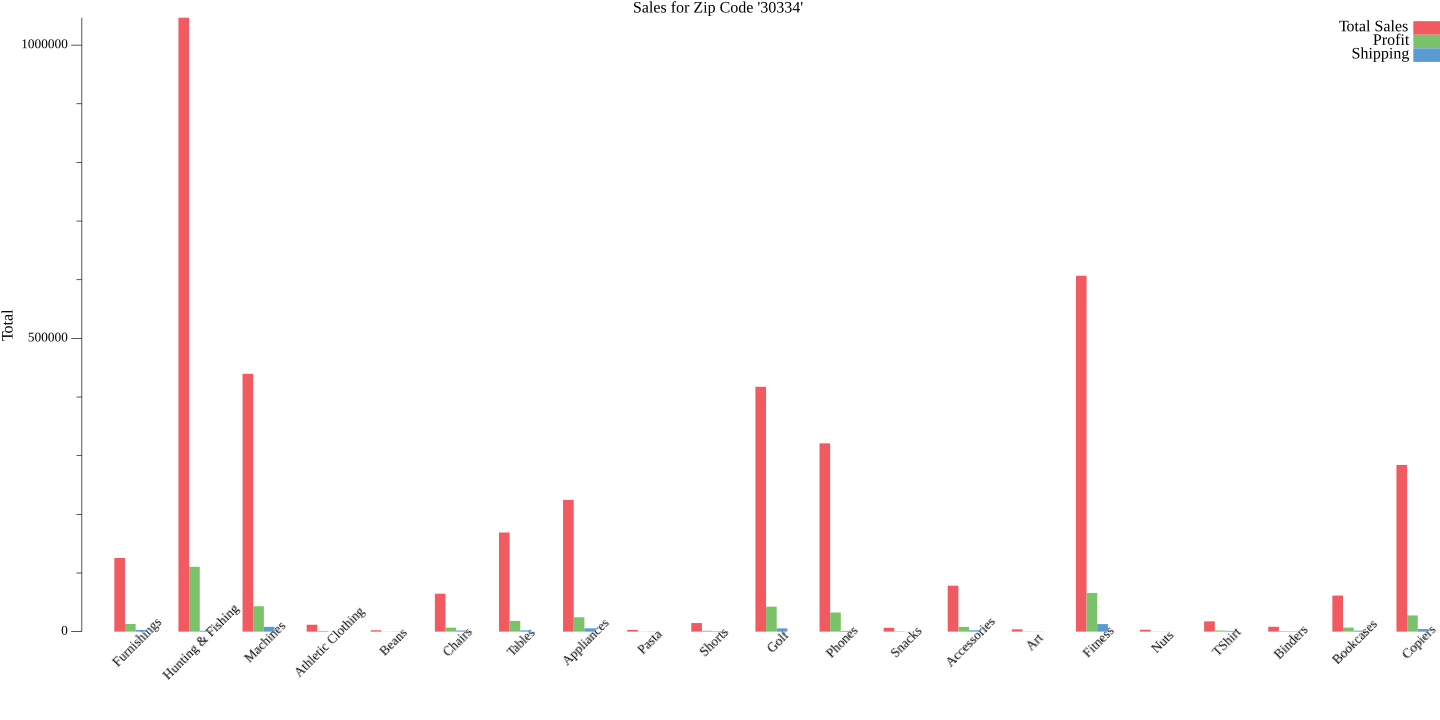 Sales for Zip Code '30334'
Total Sales
Profit
Shipping
1000000
500000
0
Total
Furnishings
Hunting & Fishing
Machines
Athletic Clothing
Beans
Chairs
Tables
Appliances
Pasta
Shorts
Golf
Phones
Snacks
Accessories
Art
Fitness
Nuts
TShirt
Binders
Bookcases
Copiers